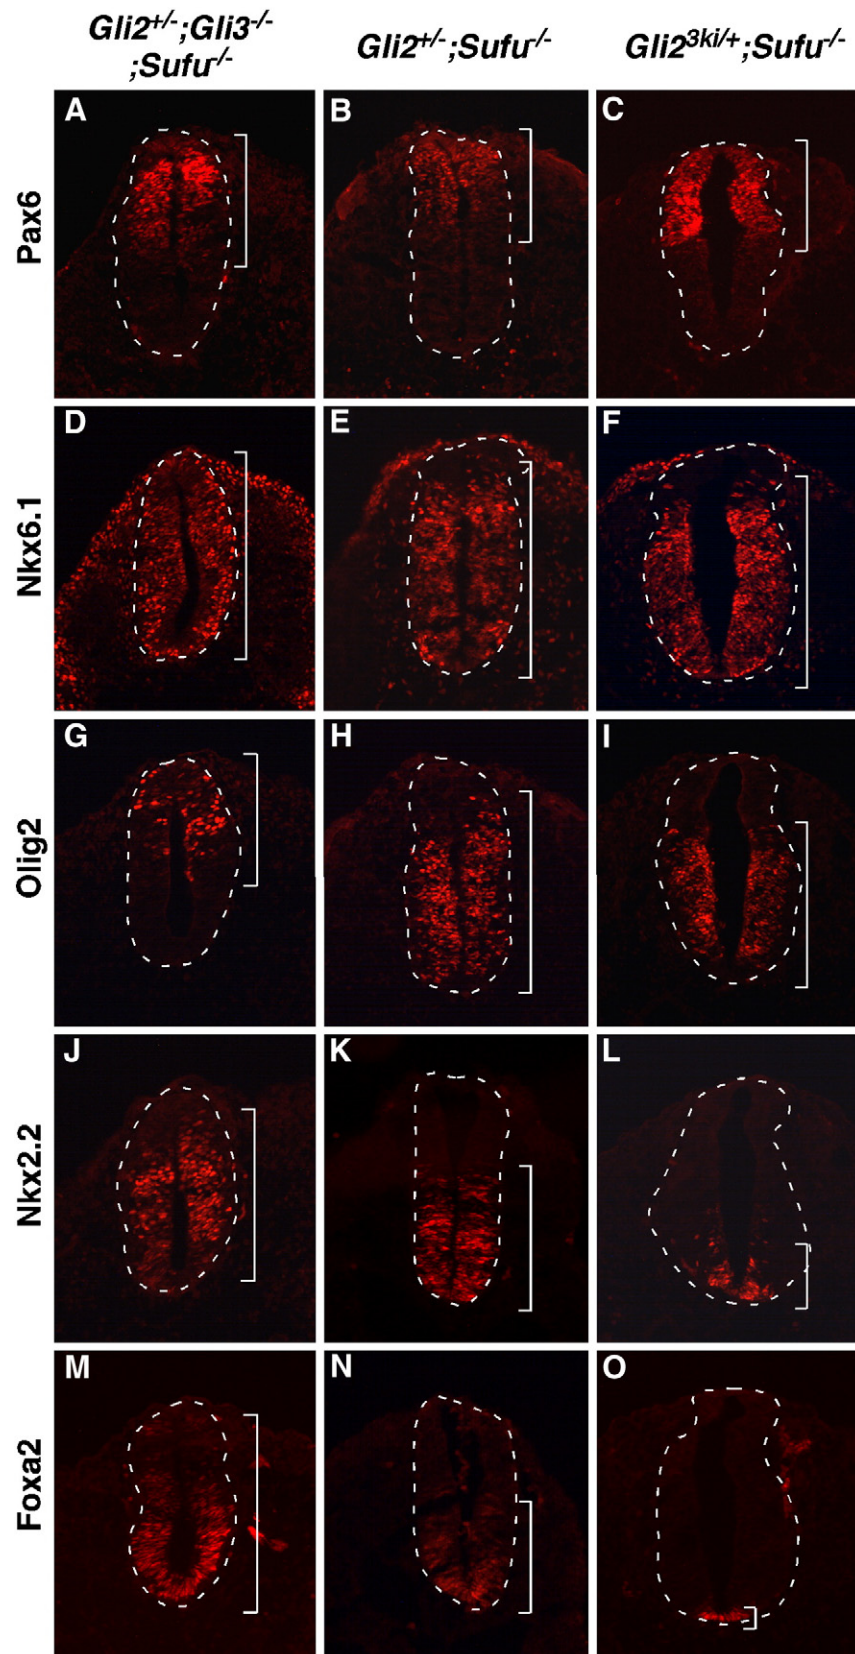 Gli2+/-;Gli3-/-
;Sufu-/-
Gli2+/-;Sufu-/-
Gli23ki/+;Sufu-/-
Pax6
A
B
C
Nkx6.1
D
E
F
Olig2
G
H
I
Nkx2.2
J
K
L
Foxa2
M
N
O